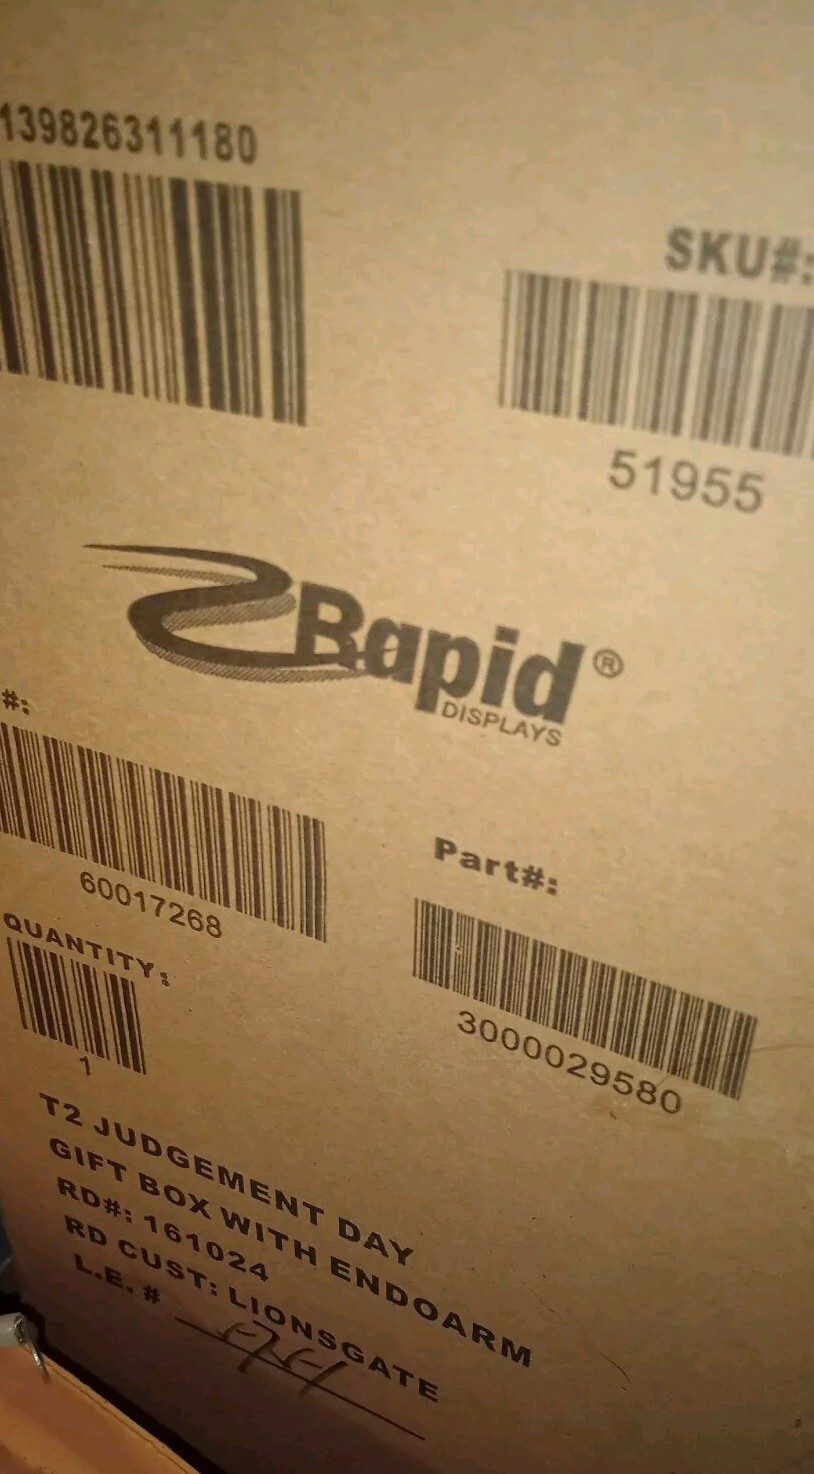 139826311180
SKU#:
51955
Rapid®
DISPLAYS
#:
60017268
Part#:
3000029580
QUANTITY:
1
T2 JUDGEMENT DAY
GIFT BOX WITH ENDOARM
RD#: 161024
RD CUST: LIONSGATE
L.E. #